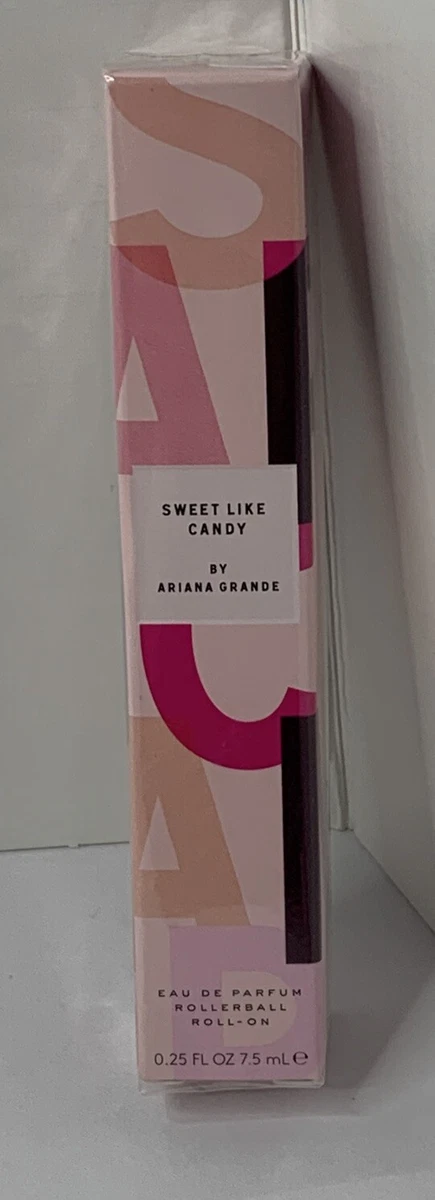 SWEET LIKE
CANDY
BY
ARIANA GRANDE
EAU DE PARFUM
ROLLERBALL
ROLL-ON
0.25 FL OZ 7.5 mL e